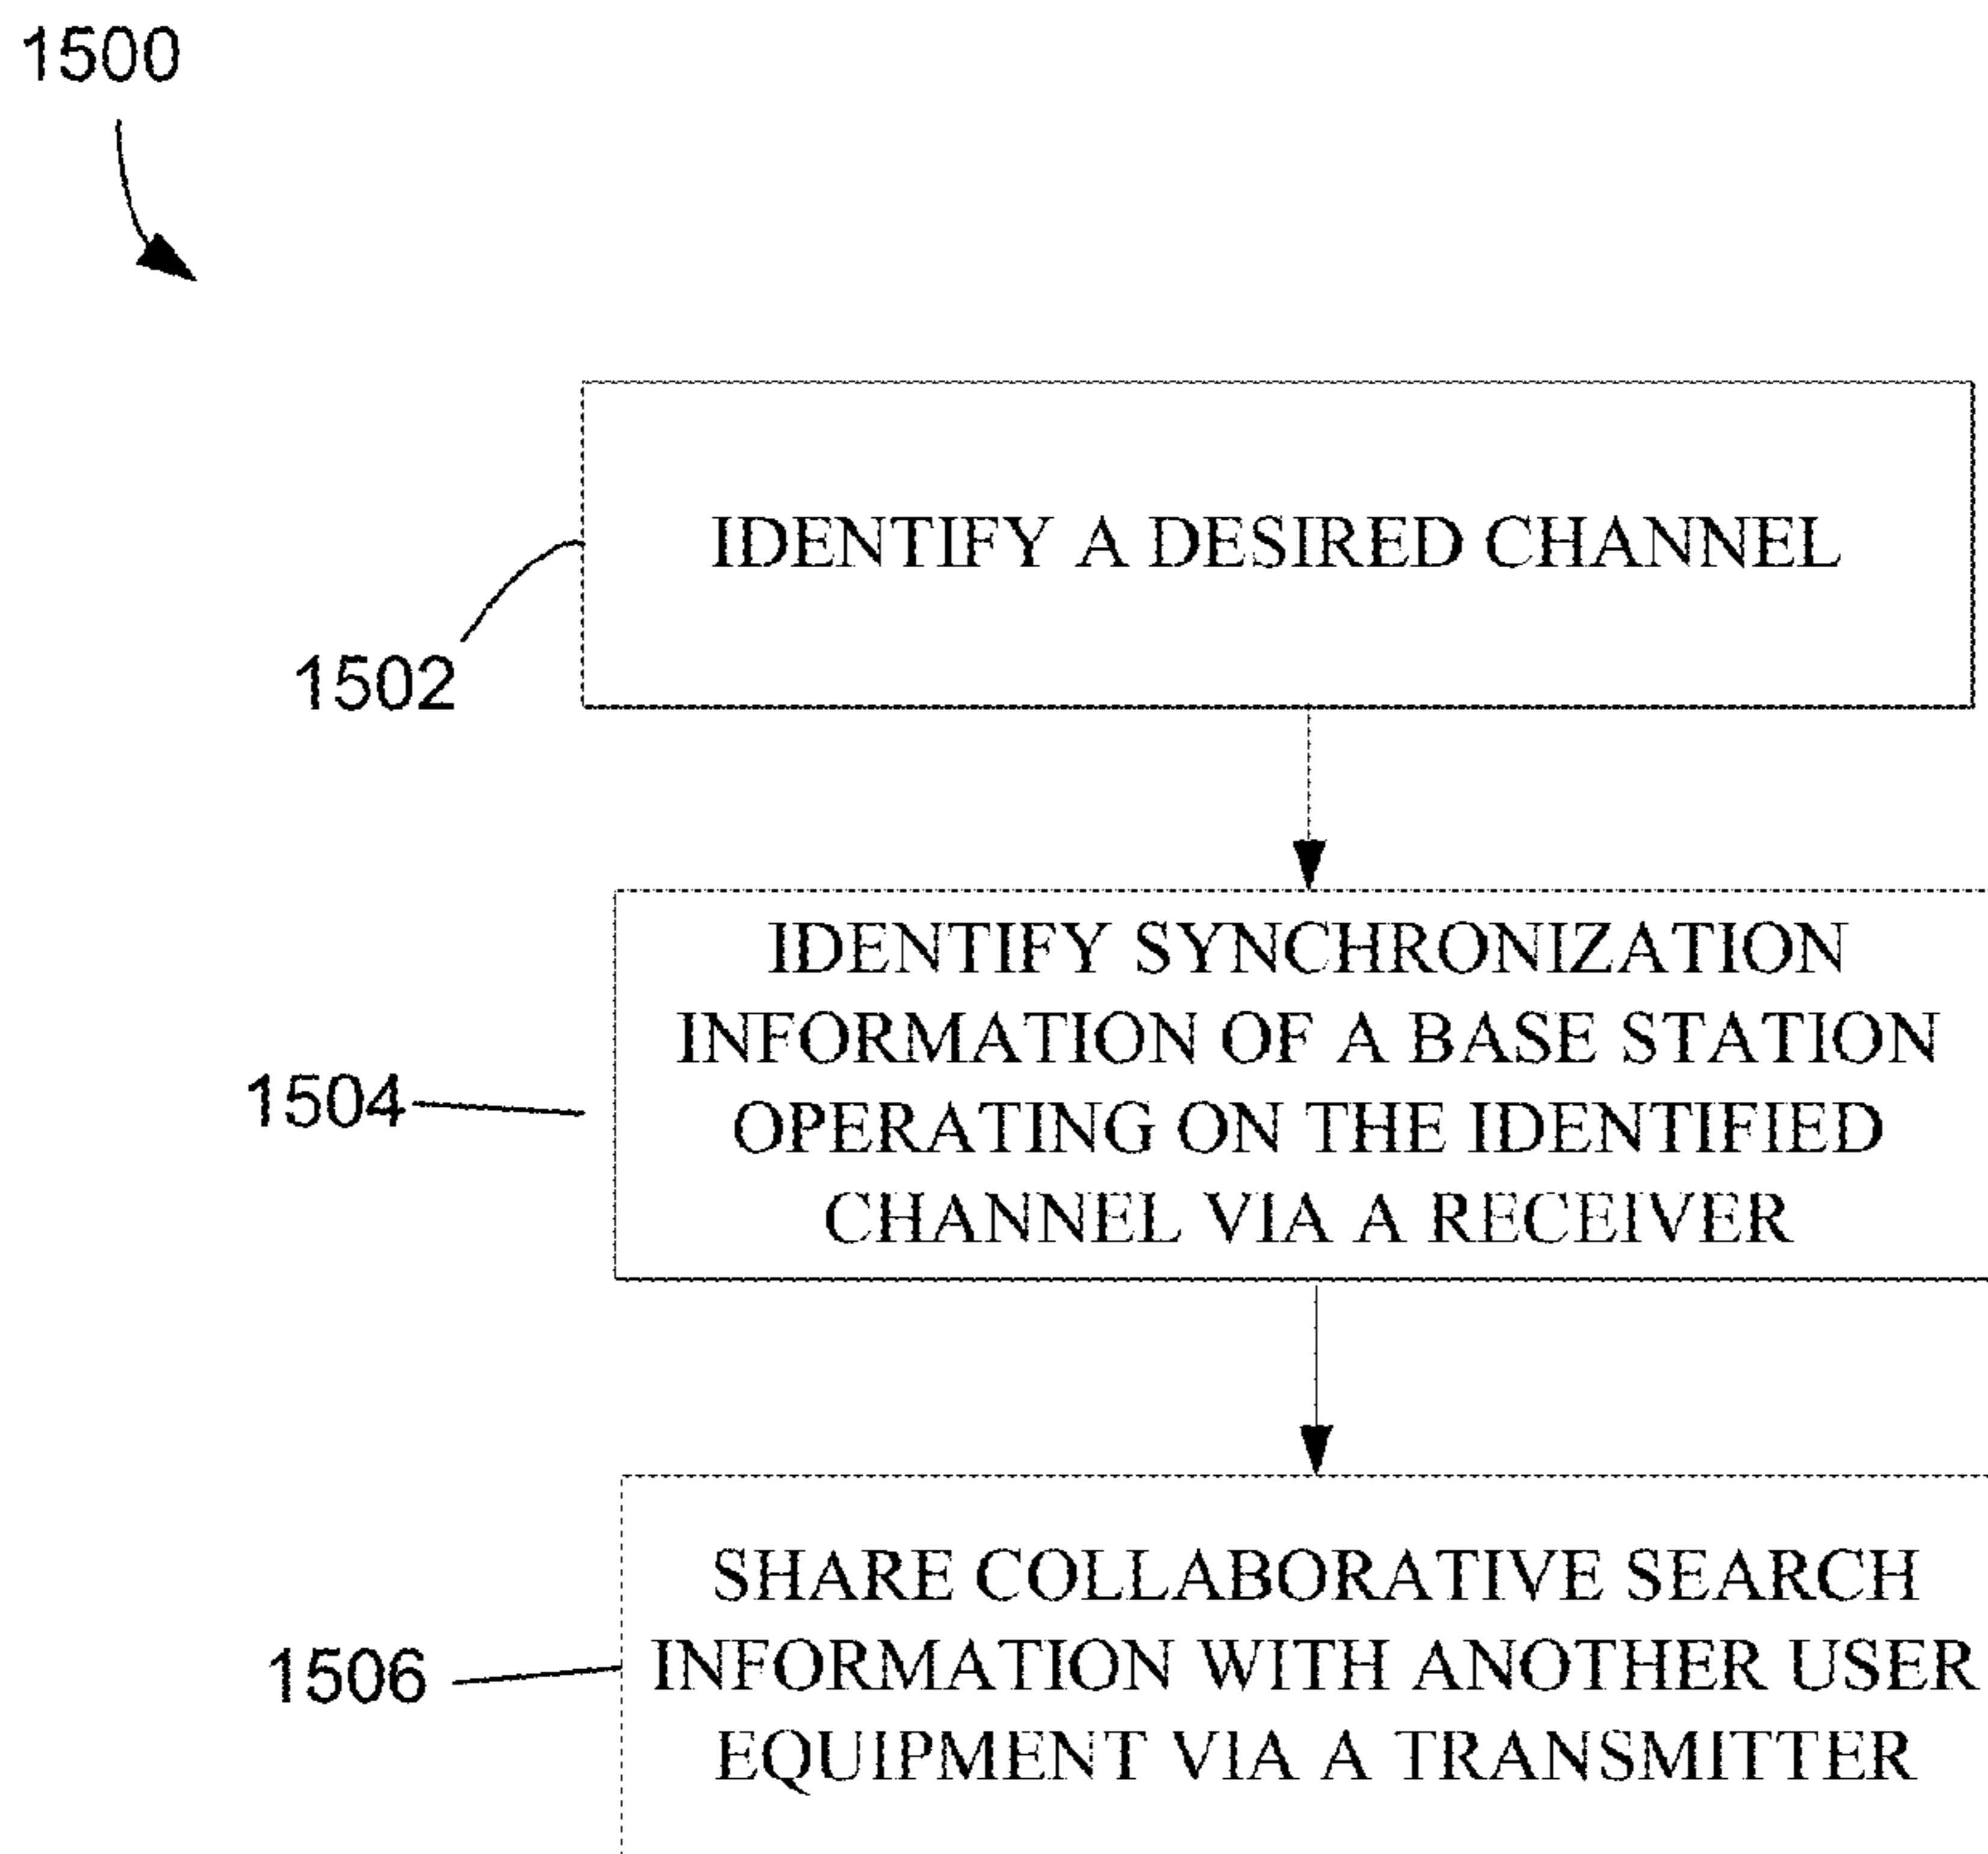 1500
IDENTIFY A DESIRED CHANNEL
1502
IDENTIFY SYNCHRONIZATION
INFORMATION OF A BASE STATION
OPERATING ON THE IDENTIFIED
CHANNEL VIA A RECEIVER
1504
SHARE COLLABORATIVE SEARCH
INFORMATION WITH ANOTHER USER
EQUIPMENT VIA A TRANSMITTER
1506